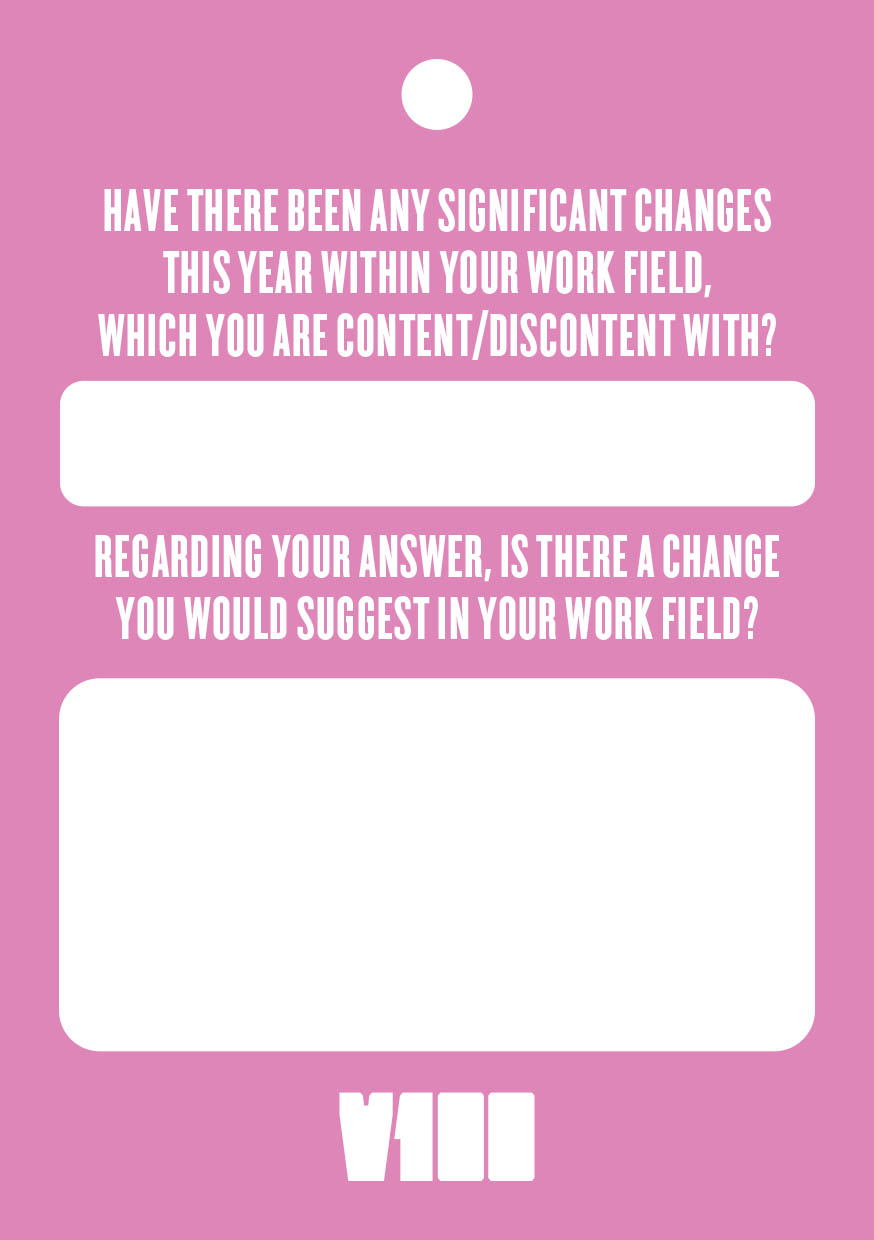 HAVE THERE BEEN ANY SIGNIFICANT CHANGES
THIS YEAR WITHIN YOUR WORK FIELD,
WHICH YOU ARE CONTENT/DISCONTENT WITH?
REGARDING YOUR ANSWER, IS THERE A CHANGE
YOU WOULD SUGGEST IN YOUR WORK FIELD?
V100